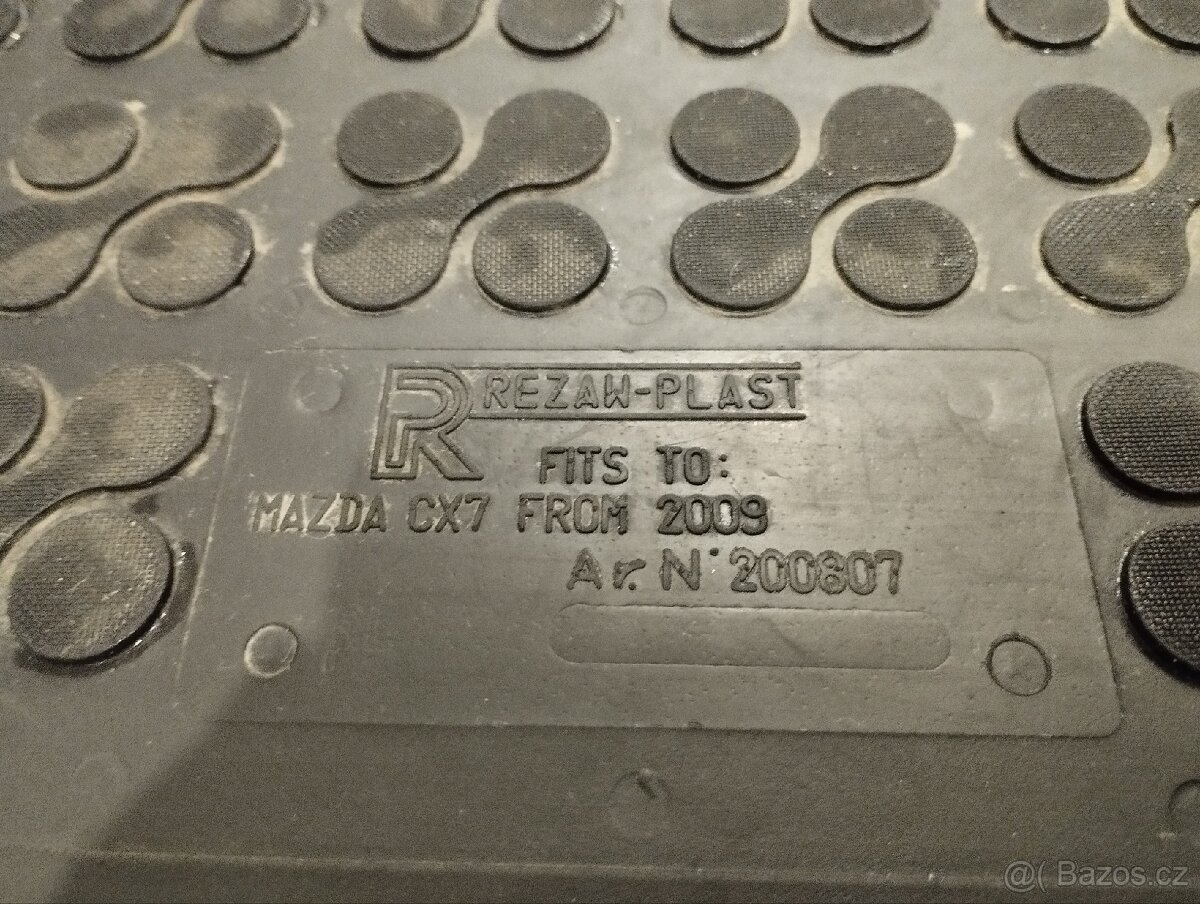 REZAW-PLAST
FITS TO:
MAZDA CX7 FROM 2009
Ar. N° 200807
@( Bazos.cz